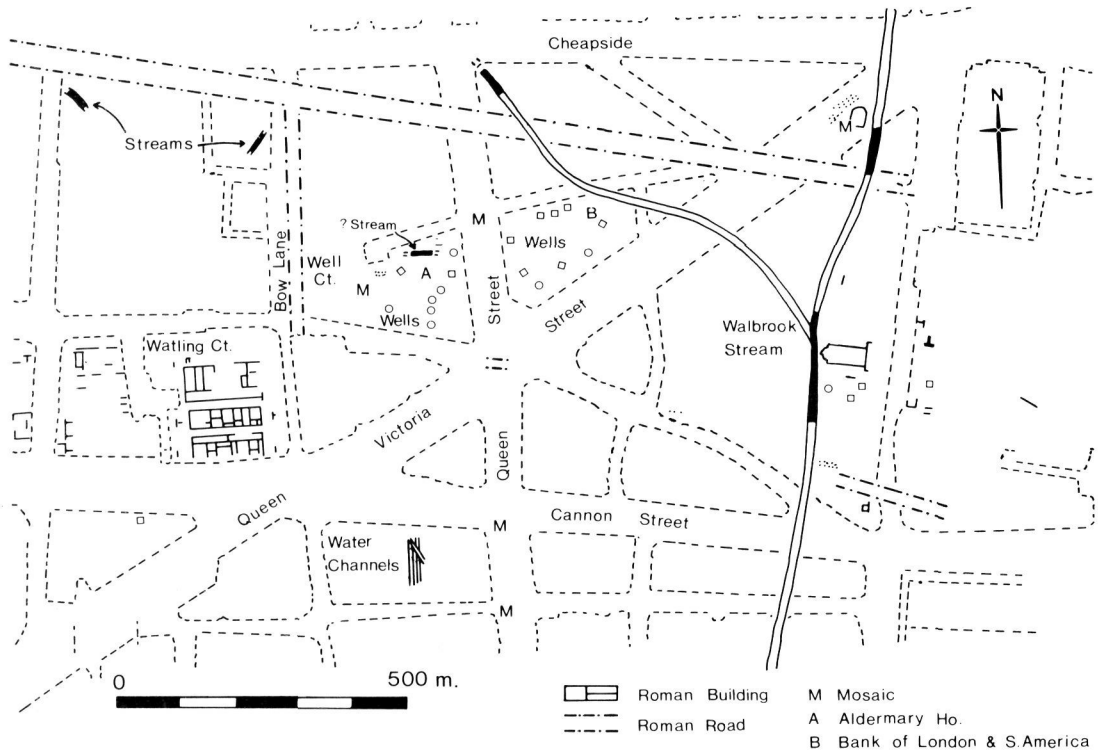 Cheapside
N
M
Streams
? Stream
M
B
Wells
Bow Lane
Well
Ct.
A
M
Wells
Street
Street
Walbrook
Stream
Watling Ct.
Victoria
Queen
Queen
Cannon Street
M
Water
Channels
M
0 500 m.
Roman Building
Roman Road
M Mosaic
A Aldermary Ho.
B Bank of London & S.America